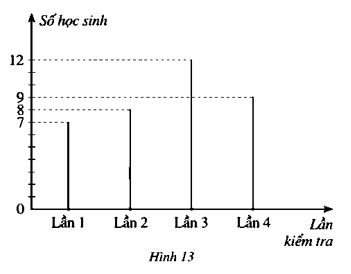 Số học sinh
12
9
8
7
0
Lần 1 Lần 2 Lần 3 Lần 4 Lần
kiểm tra
Hình 13